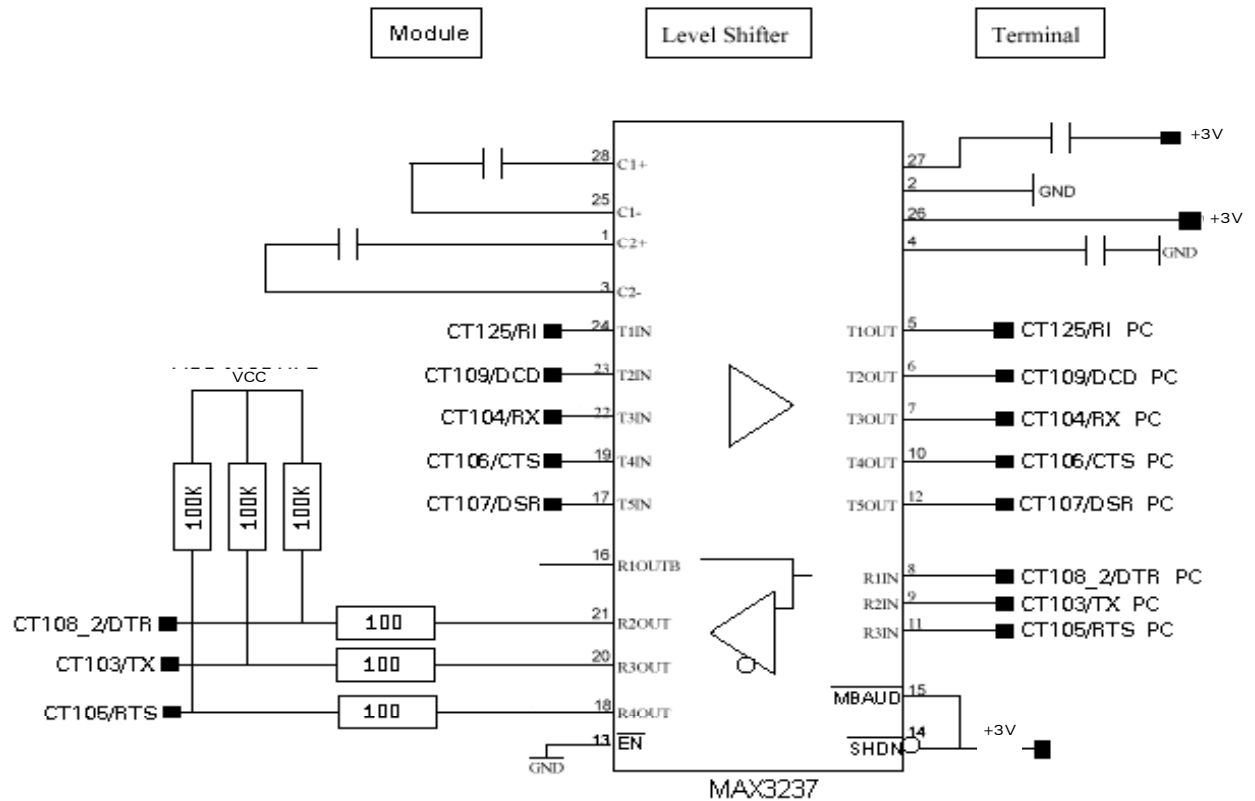 Module
Level Shifter
Terminal
+3V
28
C1+
27
2
GND
25
C1-
26
+3V
1
C2+
4
GND
3
C2-
CT125/RI
24
T1IN
T1OUT
5
CT125/RI PC
VCC
CT109/DCD
23
T2IN
T2OUT
6
CT109/DCD PC
CT104/RX
22
T3IN
T3OUT
7
CT104/RX PC
CT106/CTS
19
T4IN
T4OUT
10
CT106/CTS PC
CT107/DSR
17
T5IN
T5OUT
12
CT107/DSR PC
100K
100K
100K
16
R1OUTB
R1IN
8
CT108_2/DTR PC
R2IN
9
CT103/TX PC
R3IN
11
CT105/RTS PC
CT108_2/DTR
100
21
R2OUT
CT103/TX
100
20
R3OUT
CT105/RTS
100
18
R4OUT
MBAUD
15
13
EN
GND
SHDN
14
+3V
MAX3237